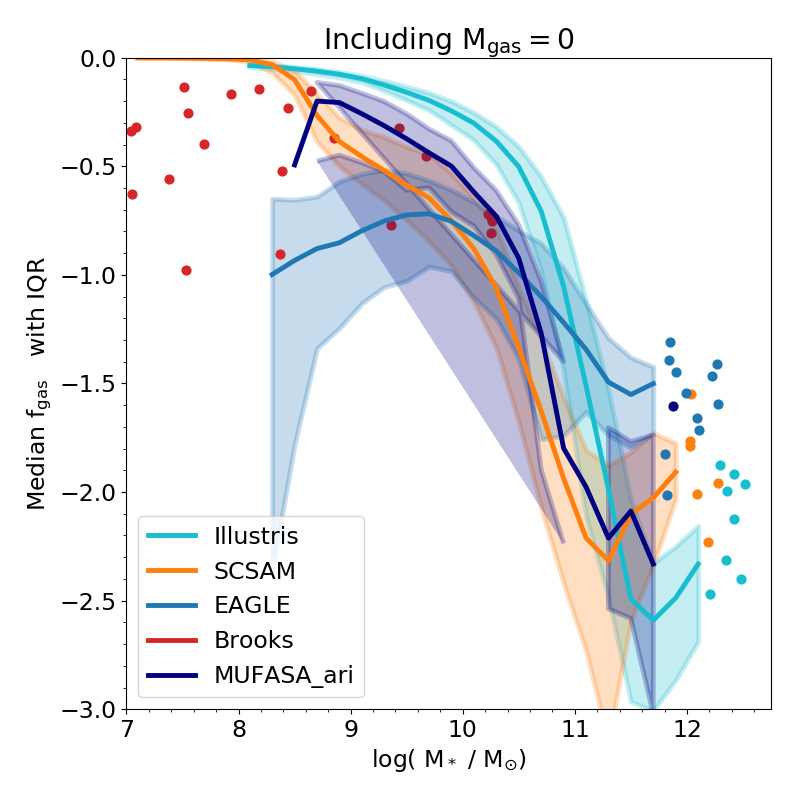 Including M_gas = 0
Median f_gas with IQR
0.0
−0.5
−1.0
−1.5
−2.0
−2.5
−3.0
Illustris
SCSAM
EAGLE
Brooks
MUFASA_ari
7 8 9 10 11 12
log( M_* / M_⊙)